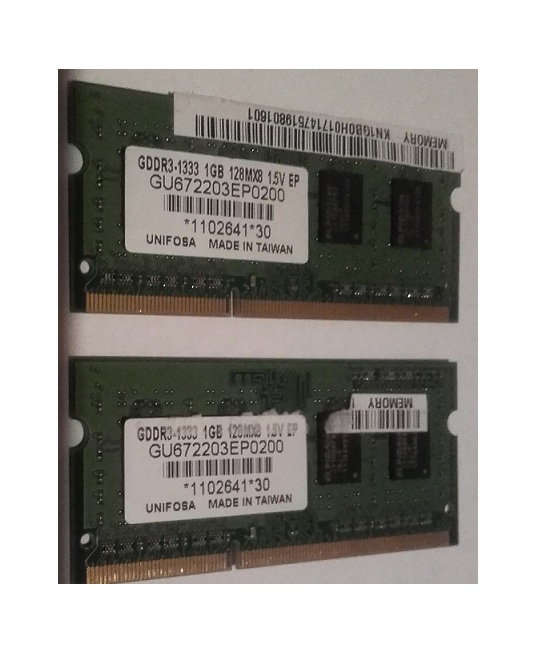 MEMORY KN1GB0H017147519801601
GDDR3-1333 1GB 128MX8 1.5V EP
GU672203EP0200
*1102641*30
UNIFOSA MADE IN TAIWAN
MEMORY
GDDR3-1333 1GB 128MX8 1.5V EP
GU672203EP0200
*1102641*30
UNIFOSA MADE IN TAIWAN